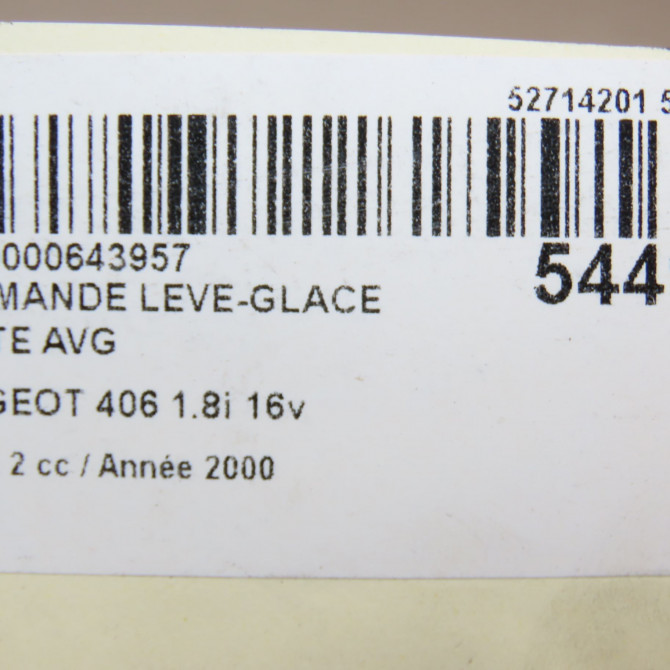 52714201 5
000643957
544
MANDE LEVE-GLACE
TE AVG
GEOT 406 1.8i 16v
2 cc / Année 2000